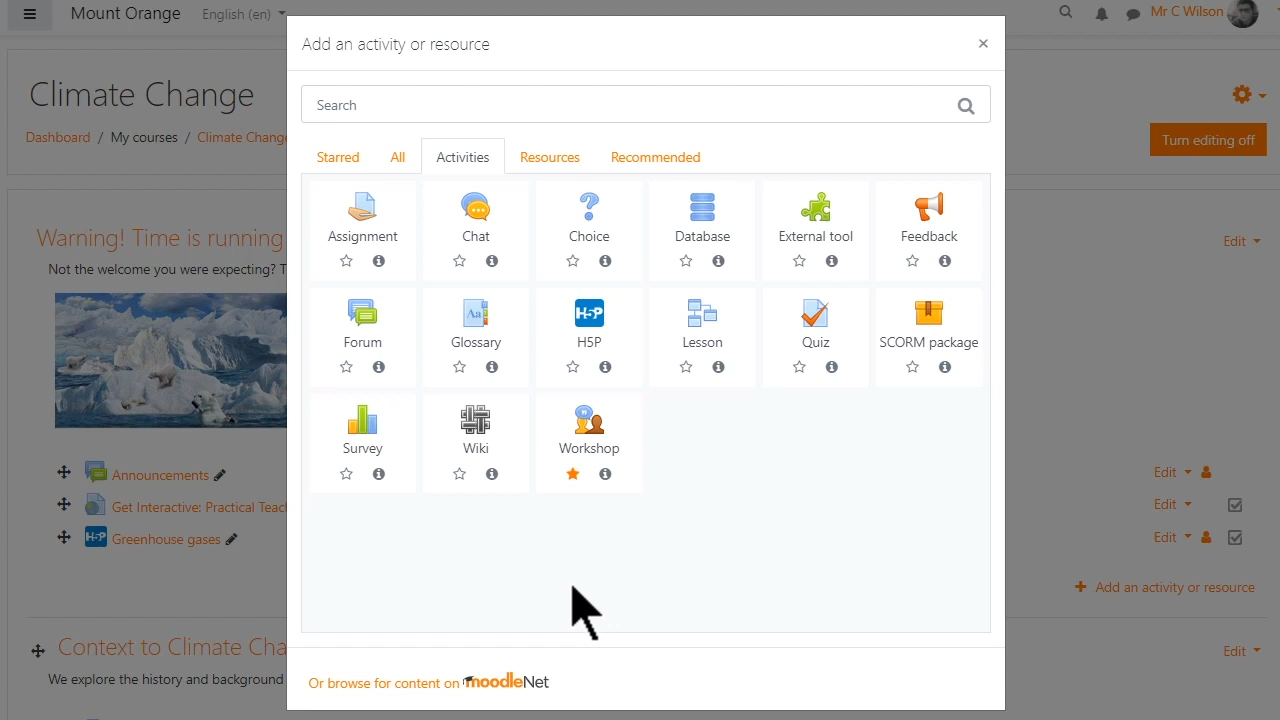 Mount Orange English (en) Mr C Wilson
Climate Change
Dashboard / My courses / Climate Change
Turn editing off
Warning! Time is running
Edit
Not the welcome you were expecting? T
Announcements Edit
Get Interactive: Practical Teac Edit
H-P Greenhouse gases Edit
Add an activity or resource
Context to Climate Cha
Edit
We explore the history and background
Add an activity or resource
Search
Starred All Activities Resources Recommended
Assignment Chat Choice Database External tool Feedback
Aa H5P
Forum Glossary H5P Lesson Quiz SCORM package
Survey Wiki Workshop
Or browse for content on moodleNet